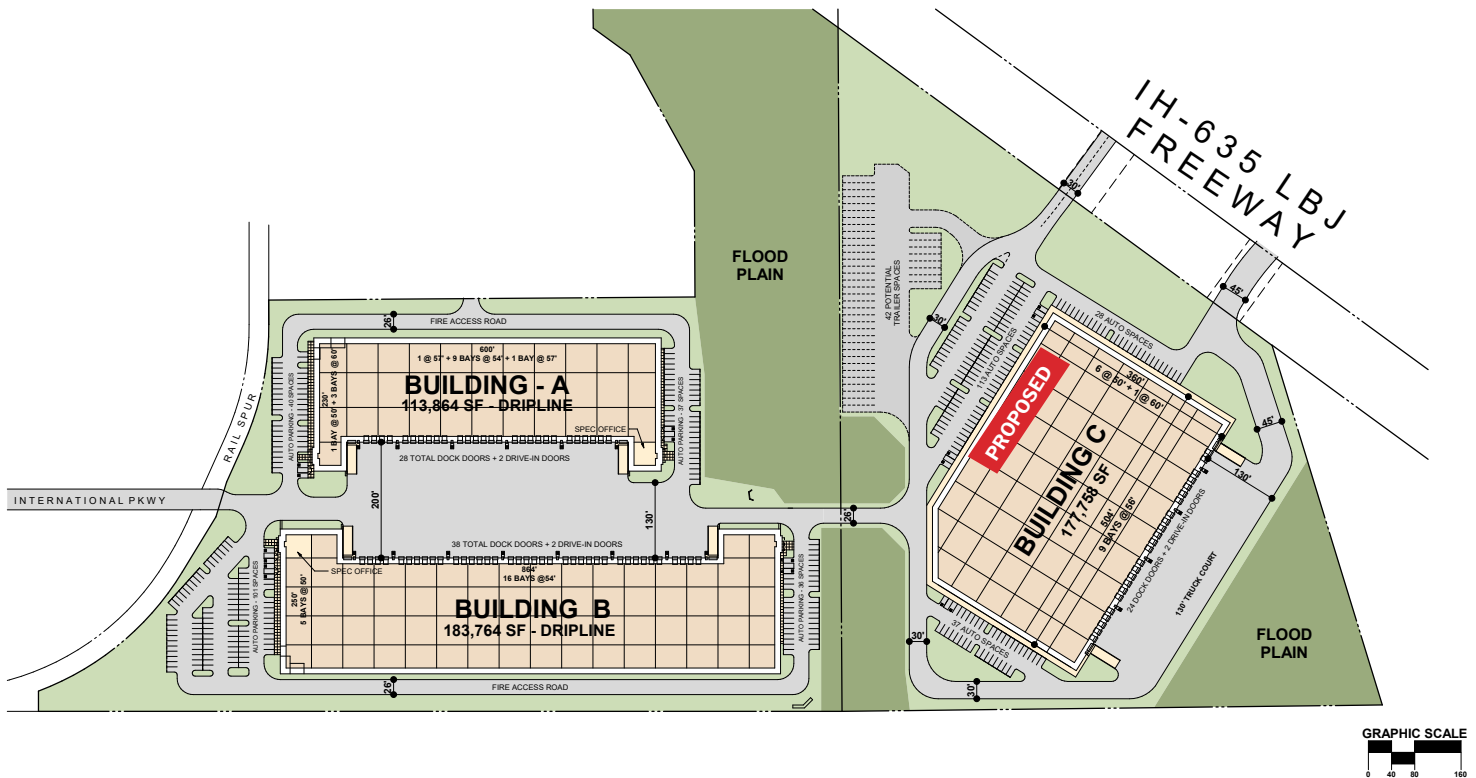 IH-635 LBJ
FREEWAY
30'
45'
FLOOD
PLAIN
42 POTENTIAL
TRAILER SPACES
30'
113 AUTO SPACES
28 AUTO SPACES
360'
6 @ 50' + 1 @ 60'
PROPOSED
BUILDING C
177,758 SF
504'
9 BAYS @ 56'
24 DOCK DOORS + 2 DRIVE-IN DOORS
130'
45'
130' TRUCK COURT
FLOOD
PLAIN
37 AUTO SPACES
30'
30'
26'
RAIL SPUR
INTERNATIONAL PKWY
26'
FIRE ACCESS ROAD
600'
1 @ 57' + 9 BAYS @ 54' + 1 BAY @ 57'
230'
1 BAY @ 50' + 3 BAYS @ 60'
BUILDING - A
113,864 SF - DRIPLINE
SPEC OFFICE
AUTO PARKING - 40 SPACES
AUTO PARKING - 37 SPACES
28 TOTAL DOCK DOORS + 2 DRIVE-IN DOORS
200'
130'
38 TOTAL DOCK DOORS + 2 DRIVE-IN DOORS
SPEC OFFICE
864'
16 BAYS @54'
250'
5 BAYS @ 50'
BUILDING B
183,764 SF - DRIPLINE
AUTO PARKING - 101 SPACES
AUTO PARKING - 36 SPACES
26'
FIRE ACCESS ROAD
GRAPHIC SCALE
0 40 80 160